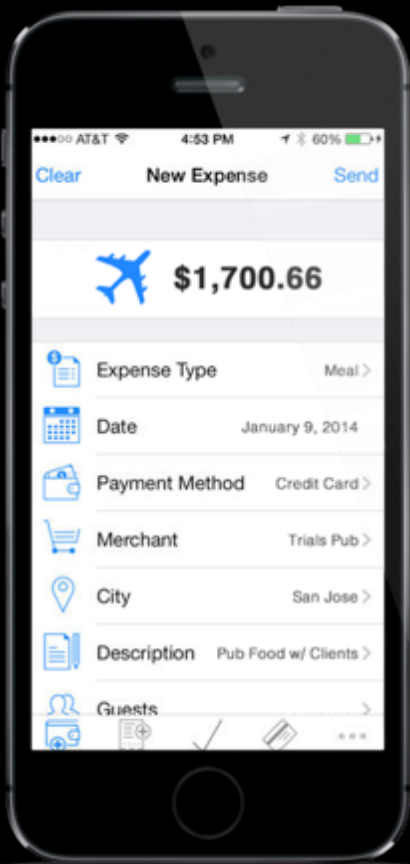 AT&T 4:53 PM 60%
Clear New Expense Send
$1,700.66
Expense Type Meal >
Date January 9, 2014
Payment Method Credit Card >
Merchant Trials Pub >
City San Jose >
Description Pub Food w/ Clients >
Guests >